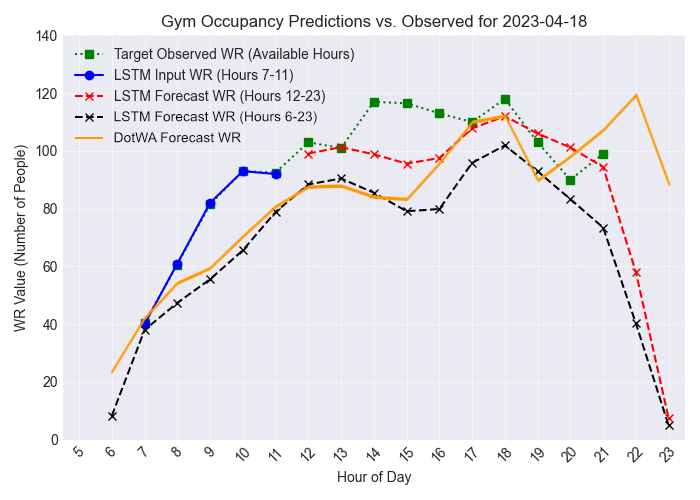 Gym Occupancy Predictions vs. Observed for 2023-04-18
140
120
100
80
60
40
20
0
WR Value (Number of People)
Target Observed WR (Available Hours)
LSTM Input WR (Hours 7-11)
LSTM Forecast WR (Hours 12-23)
LSTM Forecast WR (Hours 6-23)
DotWA Forecast WR
5 6 7 8 9 10 11 12 13 14 15 16 17 18 19 20 21 22 23
Hour of Day